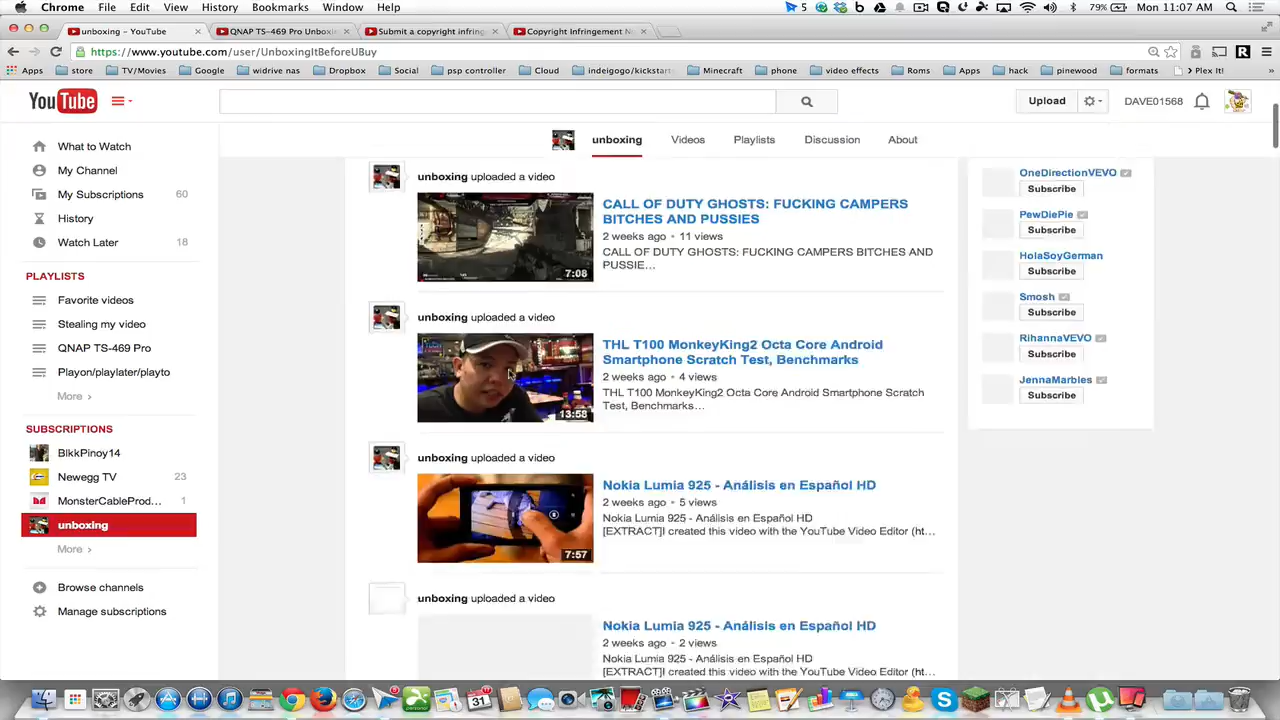 Chrome File Edit View History Bookmarks Window Help 5 2 79% Mon 11:07 AM
unboxing - YouTube QNAP TS-469 Pro Unboxi Submit a copyright infring Copyright Infringement N
https://www.youtube.com/user/UnboxingItBeforeUBuy
Apps store TV/Movies Google widrive nas Dropbox Social psp controller Cloud indeigogo/kickstart Minecraft phone video effects Roms Apps hack pinewood formats Plex It! »
YouTube Upload DAVE01568
unboxing Videos Playlists Discussion About
What to Watch
My Channel
My Subscriptions 60
History
Watch Later 18
PLAYLISTS
Favorite videos
Stealing my video
QNAP TS-469 Pro
Playon/playlater/playto
More ›
SUBSCRIPTIONS
BlkkPinoy14
Newegg TV 23
MonsterCableProd... 1
unboxing
More ›
Browse channels
Manage subscriptions
unboxing uploaded a video
CALL OF DUTY GHOSTS: FUCKING CAMPERS
BITCHES AND PUSSIES
2 weeks ago • 11 views
CALL OF DUTY GHOSTS: FUCKING CAMPERS BITCHES AND
PUSSIE...
7:08
unboxing uploaded a video
THL T100 MonkeyKing2 Octa Core Android
Smartphone Scratch Test, Benchmarks
2 weeks ago • 4 views
THL T100 MonkeyKing2 Octa Core Android Smartphone Scratch
Test, Benchmarks...
13:58
unboxing uploaded a video
Nokia Lumia 925 - Análisis en Español HD
2 weeks ago • 5 views
Nokia Lumia 925 - Análisis en Español HD
[EXTRACT]I created this video with the YouTube Video Editor (ht...
7:57
unboxing uploaded a video
Nokia Lumia 925 - Análisis en Español HD
2 weeks ago • 2 views
Nokia Lumia 925 - Análisis en Español HD
[EXTRACT]I created this video with the YouTube Video Editor (ht...
OneDirectionVEVO
Subscribe
PewDiePie
Subscribe
HolaSoyGerman
Subscribe
Smosh
Subscribe
RihannaVEVO
Subscribe
JennaMarbles
Subscribe
31